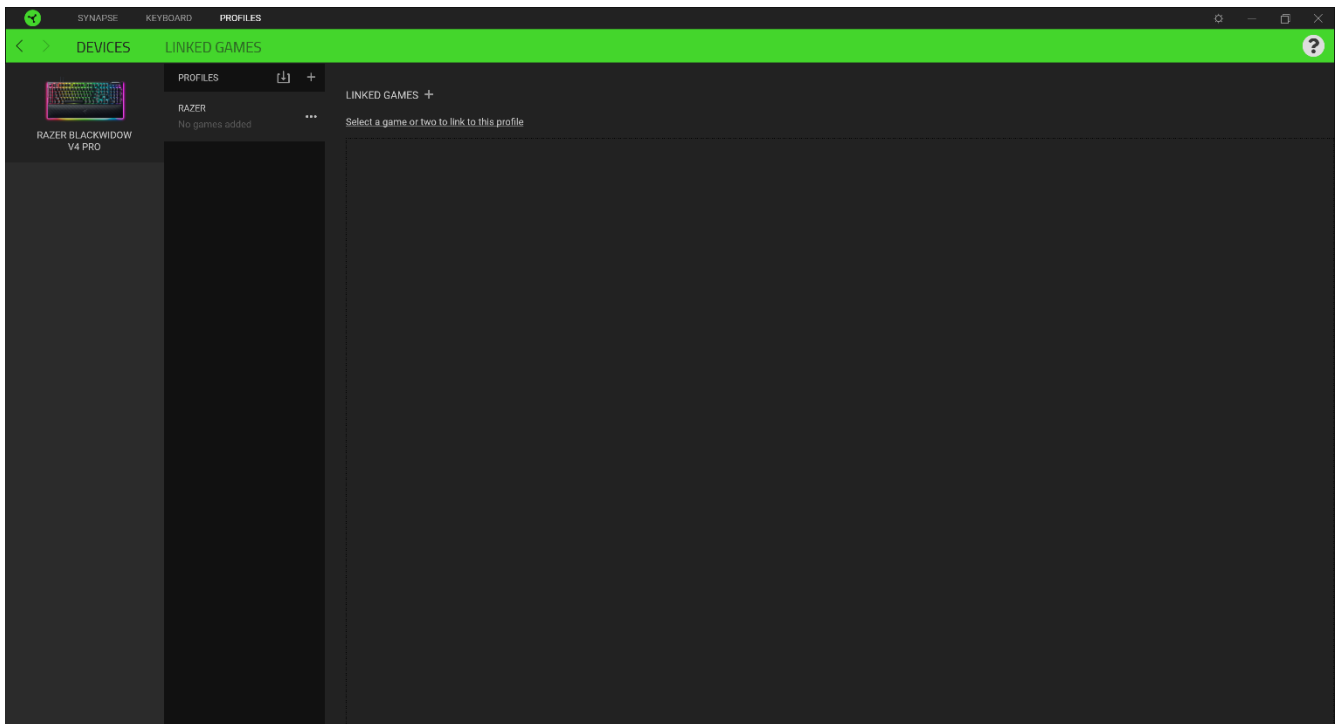 SYNAPSE KEYBOARD PROFILES
DEVICES LINKED GAMES
?
RAZER BLACKWIDOW
V4 PRO
PROFILES
RAZER
No games added
LINKED GAMES
Select a game or two to link to this profile